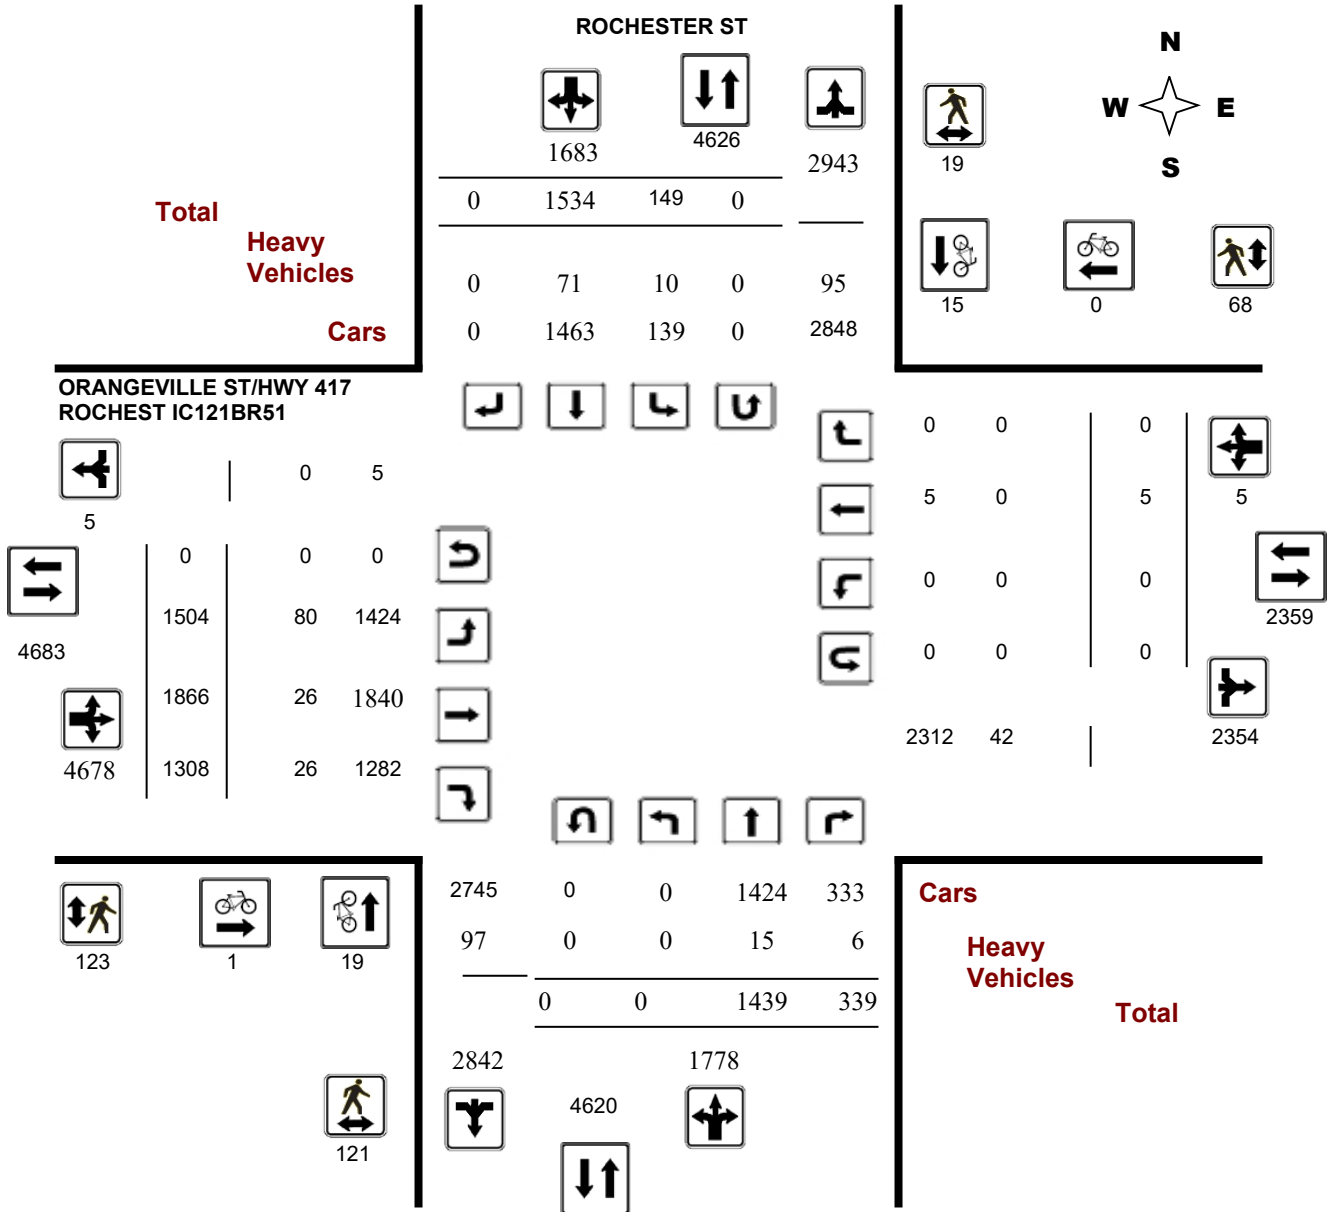 ROCHESTER ST
N
W E
S
1683 4626 2943 19
0 1534 149 0
Total
Heavy
Vehicles
0 71 10 0 95
15 0 68
Cars 0 1463 139 0 2848
ORANGEVILLE ST/HWY 417
ROCHEST IC121BR51
0 0 0
0 5
5 0 5 5
5
0 0 0
0 0 0
1504 80 1424
2359
4683
0 0 0
1866 26 1840
2312 42 2354
4678 1308 26 1282
2745 0 0 1424 333 Cars
97 0 0 15 6 Heavy
Vehicles
123 1 19
0 0 1439 339 Total
2842 1778
4620
121